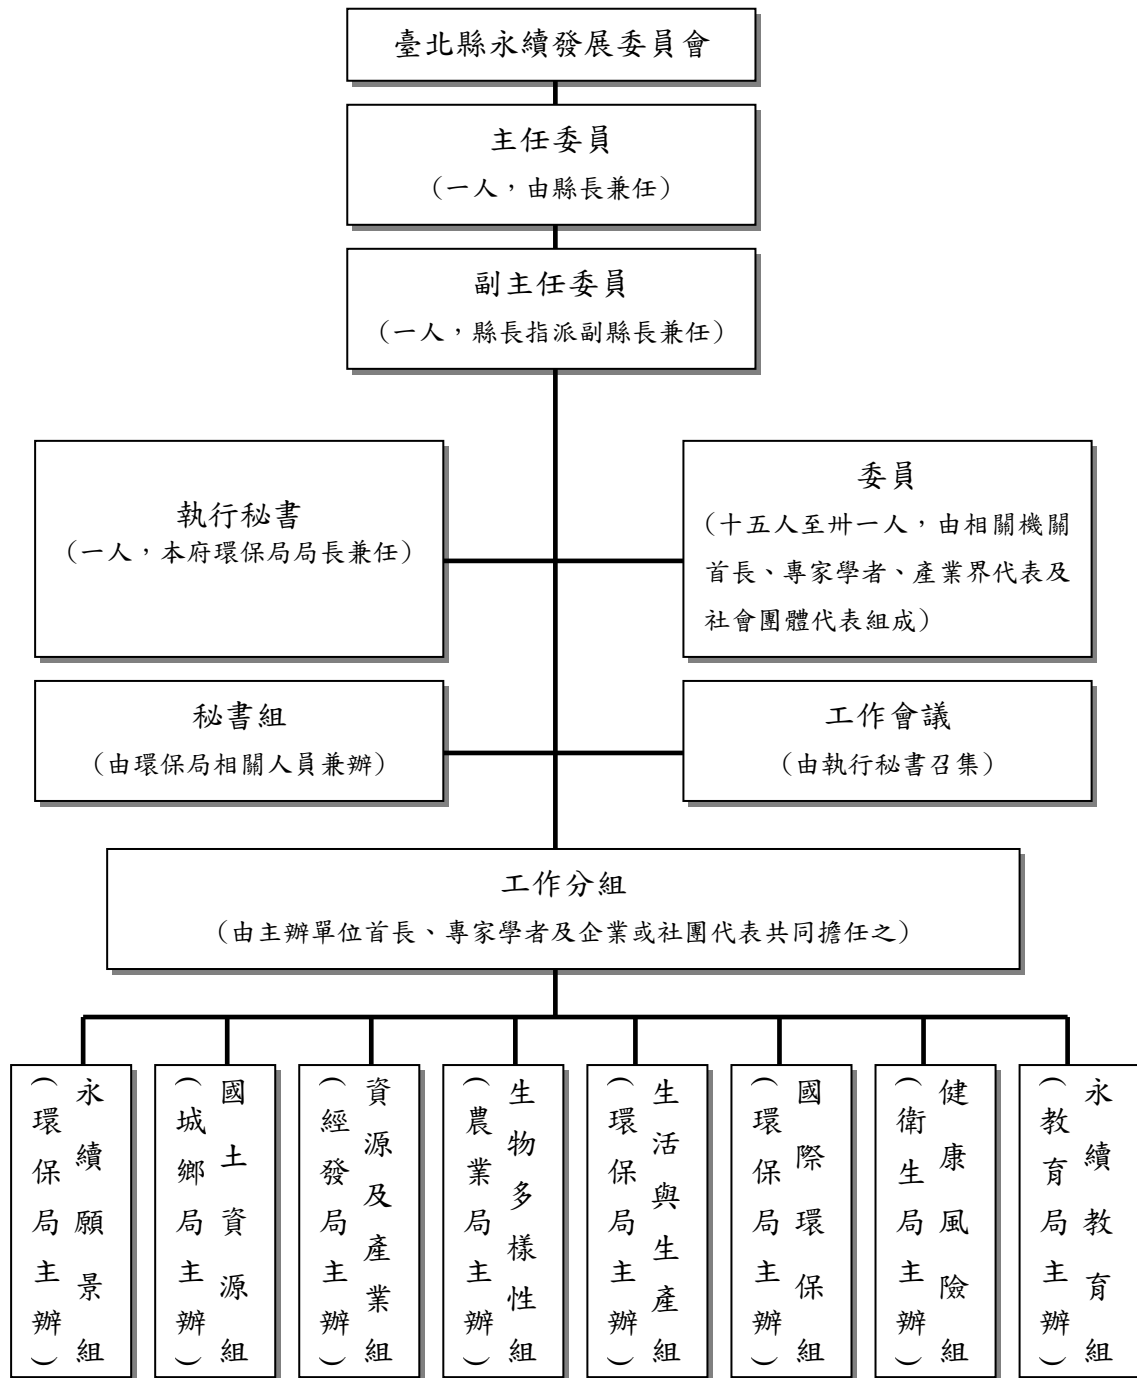 臺北縣永續發展委員會
主任委員
（一人，由縣長兼任）
副主任委員
（一人，縣長指派副縣長兼任）
執行秘書
（一人，本府環保局局長兼任）
委員
（十五人至卅一人，由相關機關
首長、專家學者、產業界代表及
社會團體代表組成）
秘書組
（由環保局相關人員兼辦）
工作會議
（由執行秘書召集）
工作分組
（由主辦單位首長、專家學者及企業或社團代表共同擔任之）
永續願景組
（環保局主辦）
國土資源組
（城鄉局主辦）
資源及產業組
（經發局主辦）
生物多樣性組
（農業局主辦）
生活與生產組
（環保局主辦）
國際環保組
（環保局主辦）
健康風險組
（衛生局主辦）
永續教育組
（教育局主辦）